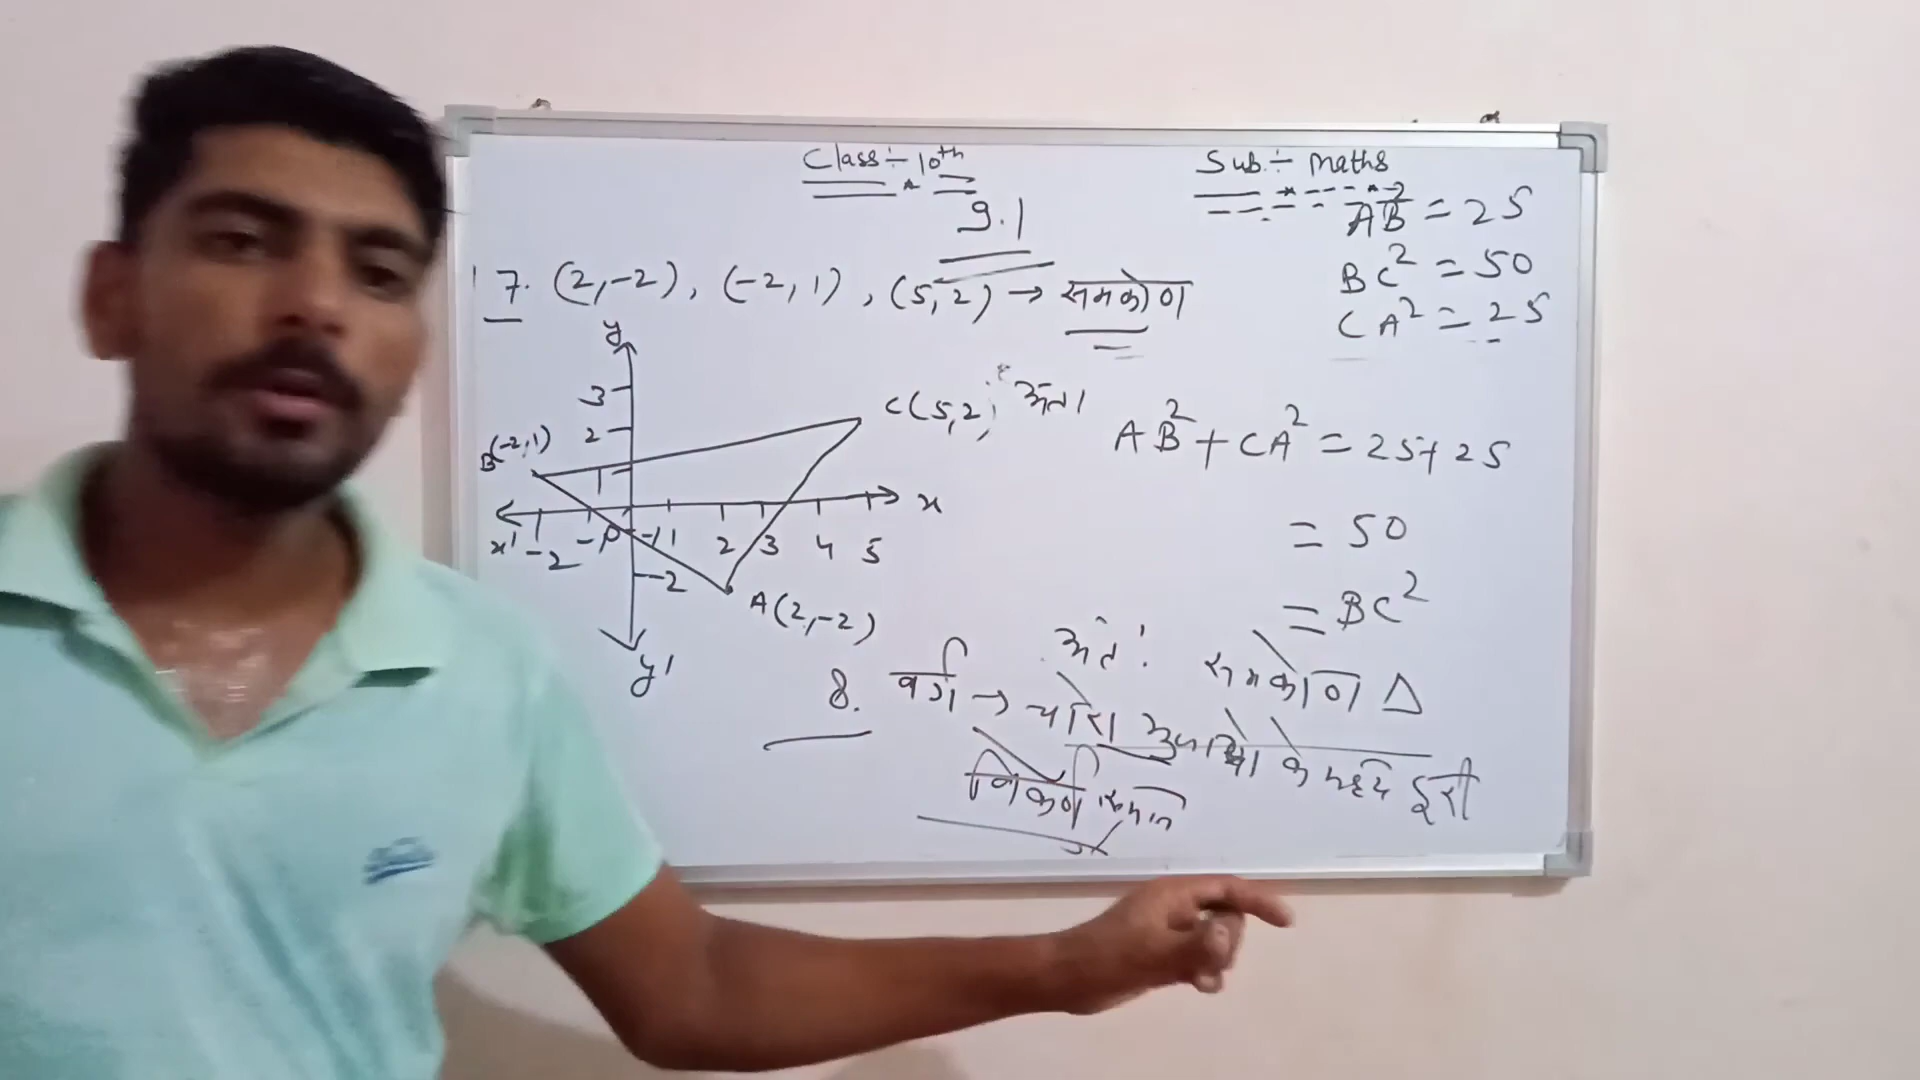 Class:- 10th
Sub:- Maths
9.1
AB² = 25
BC² = 50
CA² = 25
7. (2,-2), (-2,1), (5,2) → समकोण
y
3
2
1
B(-2,1)
C(5,2) अतः
x
x' -2 -1 0 -1 1 2 3 4 5
-2
A(2,-2)
y'
AB² + CA² = 25 + 25
= 50
= BC²
अतः समकोण △
8. वर्ग → चारों भुजाओं के मध्य दूरी
विकर्ण समान